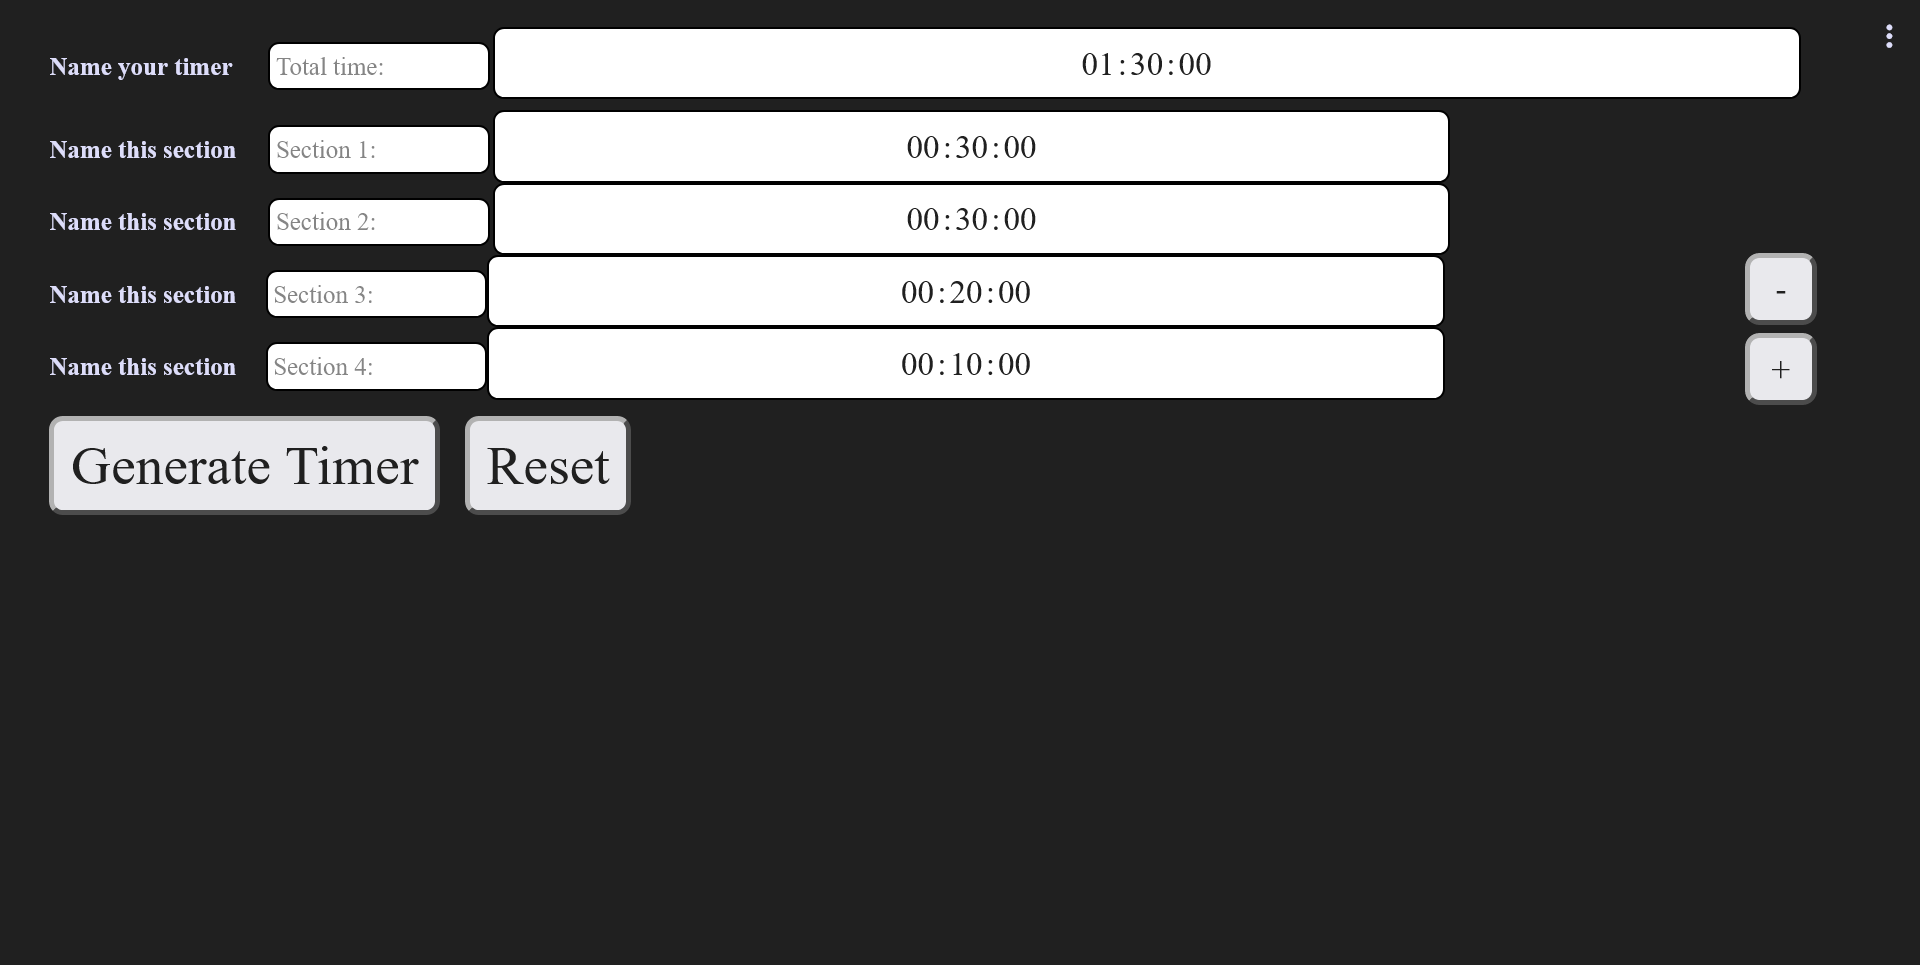 Name your timer Total time: 01:30:00
Name this section Section 1: 00:30:00
Name this section Section 2: 00:30:00
Name this section Section 3: 00:20:00
-
Name this section Section 4: 00:10:00
+
Generate Timer Reset